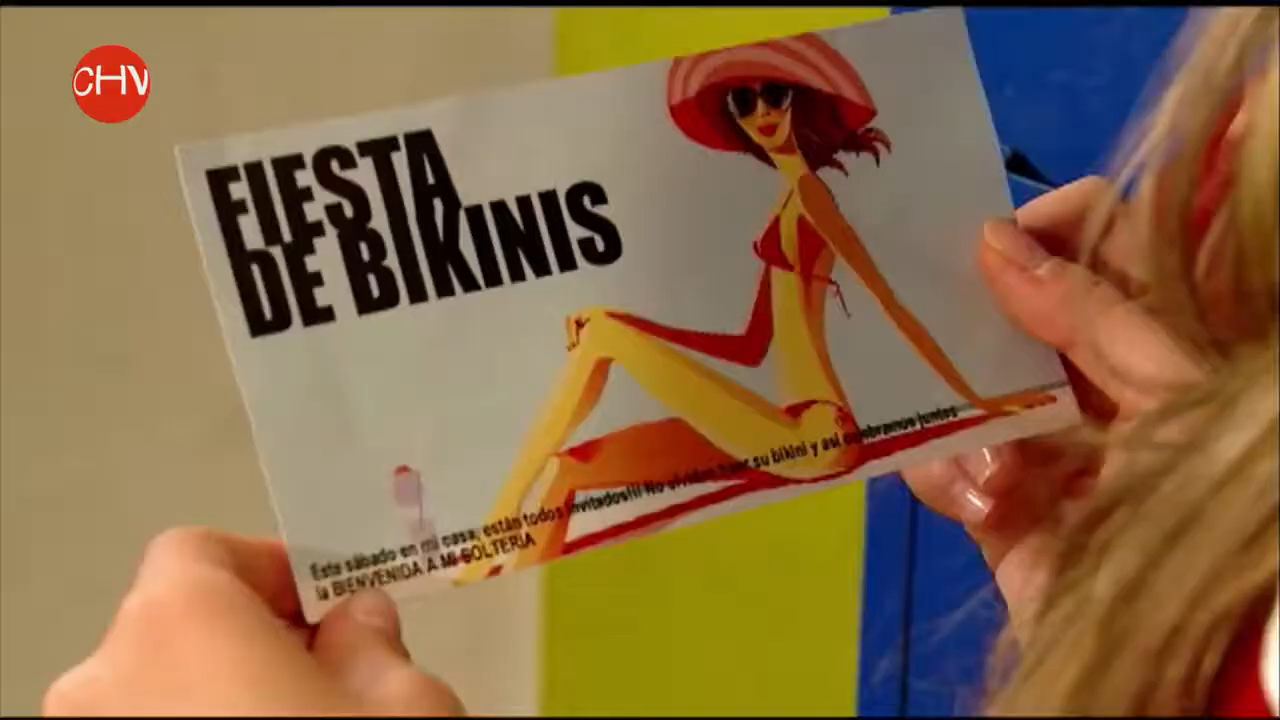 CHV
FIESTA
DE BIKINIS
Este sábado en mi casa, están todos invitados!!! No olviden traer su bikini y así celebramos juntos
la BIENVENIDA A MI SOLTERIA